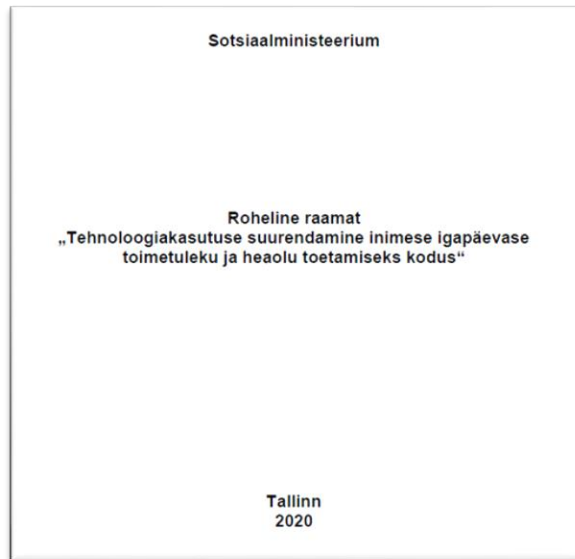 Sotsiaalministeerium
Roheline raamat
„Tehnoloogiakasutuse suurendamine inimese igapäevase
toimetuleku ja heaolu toetamiseks kodus“
Tallinn
2020